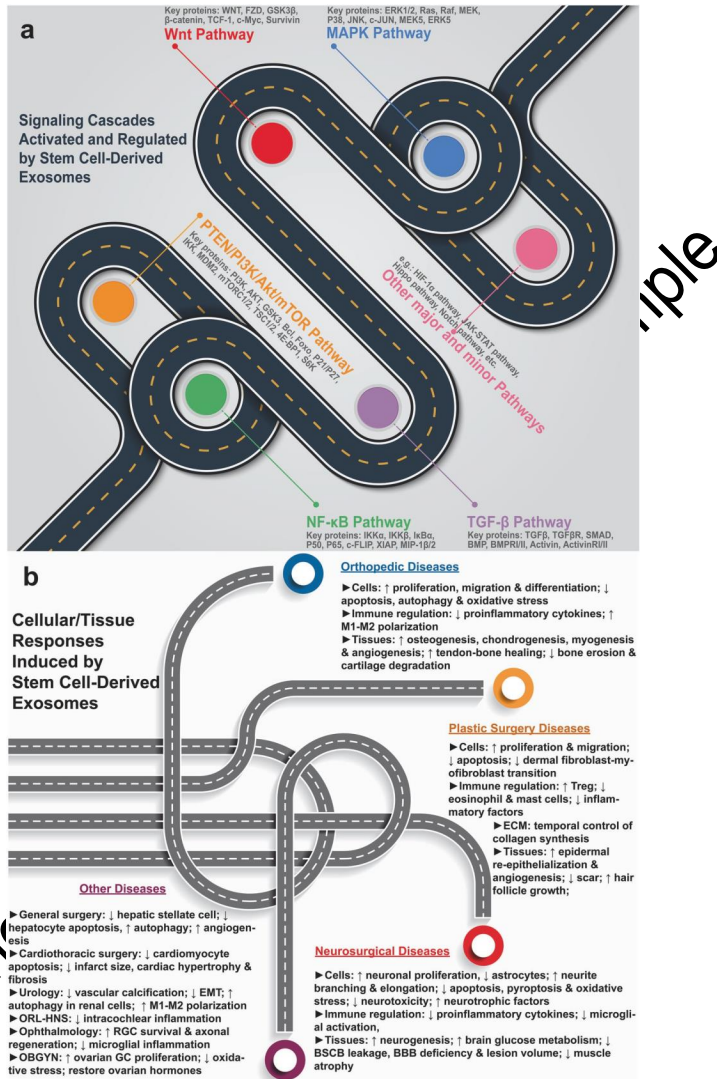 a
Key proteins: WNT, FZD, GSK3β,
β-catenin, TCF-1, c-Myc, Survivin
Wnt Pathway
Key proteins: ERK1/2, Ras, Raf, MEK,
P38, JNK, c-JUN, MEK5, ERK5
MAPK Pathway
Signaling Cascades
Activated and Regulated
by Stem Cell-Derived
Exosomes
PTEN/PI3K/Akt/mTOR Pathway
Key proteins: PI3K, AKT, GSK3, Bcl, Foxo, P21/P27,
IKK, MDM2, mTORC1/2, TSC1/2, 4E-BP1, S6K
e.g.: HIF-1α pathway, JAK-STAT pathway,
Hippo pathway, Notch pathway, etc.
Other major and minor Pathways
NF-κB Pathway
Key proteins: IKKα, IKKβ, IκBα,
P50, P65, c-FLIP, XIAP, MIP-1β/2
TGF-β Pathway
Key proteins: TGFβ, TGFβR, SMAD,
BMP, BMPRI/II, Activin, ActivinRI/II
b
Cellular/Tissue
Responses
Induced by
Stem Cell-Derived
Exosomes
Orthopedic Diseases
►Cells: ↑ proliferation, migration & differentiation; ↓
apoptosis, autophagy & oxidative stress
►Immune regulation: ↓ proinflammatory cytokines; ↑
M1-M2 polarization
►Tissues: ↑ osteogenesis, chondrogenesis, myogenesis
& angiogenesis; ↑ tendon-bone healing; ↓ bone erosion &
cartilage degradation
Plastic Surgery Diseases
►Cells: ↑ proliferation & migration;
↓ apoptosis; ↓ dermal fibroblast-my-
ofibroblast transition
►Immune regulation: ↑ Treg; ↓
eosinophil & mast cells; ↓ inflam-
matory factors
►ECM: temporal control of
collagen synthesis
►Tissues: ↑ epidermal
re-epithelialization &
angiogenesis; ↓ scar; ↑ hair
follicle growth;
Other Diseases
►General surgery: ↓ hepatic stellate cell; ↓
hepatocyte apoptosis, ↑ autophagy; ↑ angiogen-
esis
►Cardiothoracic surgery: ↓ cardiomyocyte
apoptosis; ↓ infarct size, cardiac hypertrophy &
fibrosis
►Urology: ↓ vascular calcification; ↓ EMT; ↑
autophagy in renal cells; ↑ M1-M2 polarization
►ORL-HNS: ↓ intracochlear inflammation
►Ophthalmology: ↑ RGC survival & axonal
regeneration; ↓ microglial inflammation
►OBGYN: ↑ ovarian GC proliferation; ↓ oxida-
tive stress; restore ovarian hormones
Neurosurgical Diseases
►Cells: ↑ neuronal proliferation, ↓ astrocytes; ↑ neurite
branching & elongation; ↓ apoptosis, pyroptosis & oxidative
stress; ↓ neurotoxicity; ↑ neurotrophic factors
►Immune regulation: ↓ proinflammatory cytokines; ↓ microgli-
al activation,
►Tissues: ↑ neurogenesis; ↑ brain glucose metabolism; ↓
BSCB leakage, BBB deficiency & lesion volume; ↓ muscle
atrophy